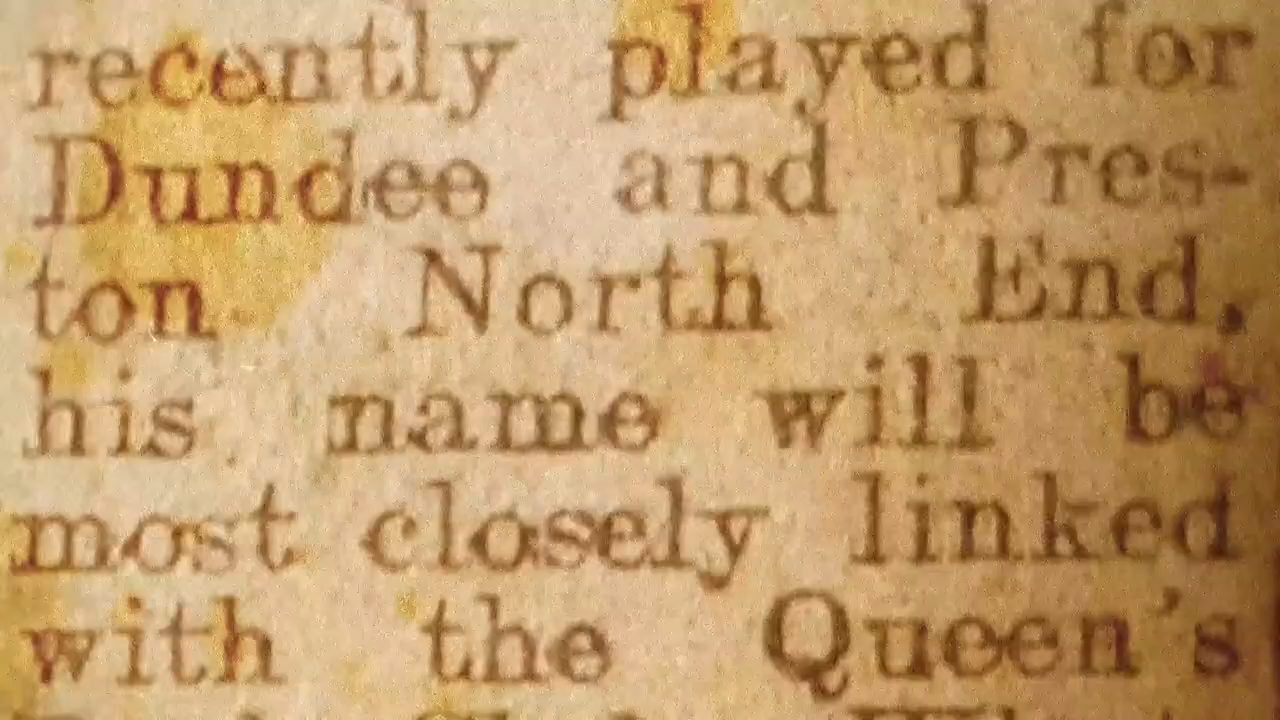 recently played for
Dundee and Pres-
ton North End,
his name will be
most closely linked
with the Queen's